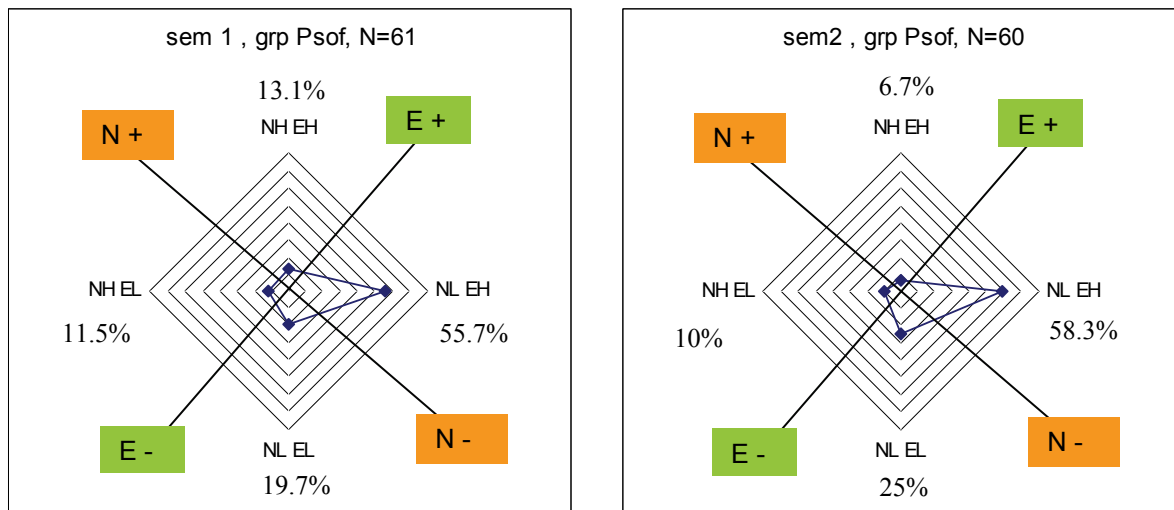 sem 1 , grp Psof, N=61
13.1%
N +
E +
NH EH
NH EL
NL EH
11.5%
55.7%
E -
N -
NL EL
19.7%
sem2 , grp Psof, N=60
6.7%
N +
E +
NH EH
NH EL
NL EH
10%
58.3%
E -
N -
NL EL
25%